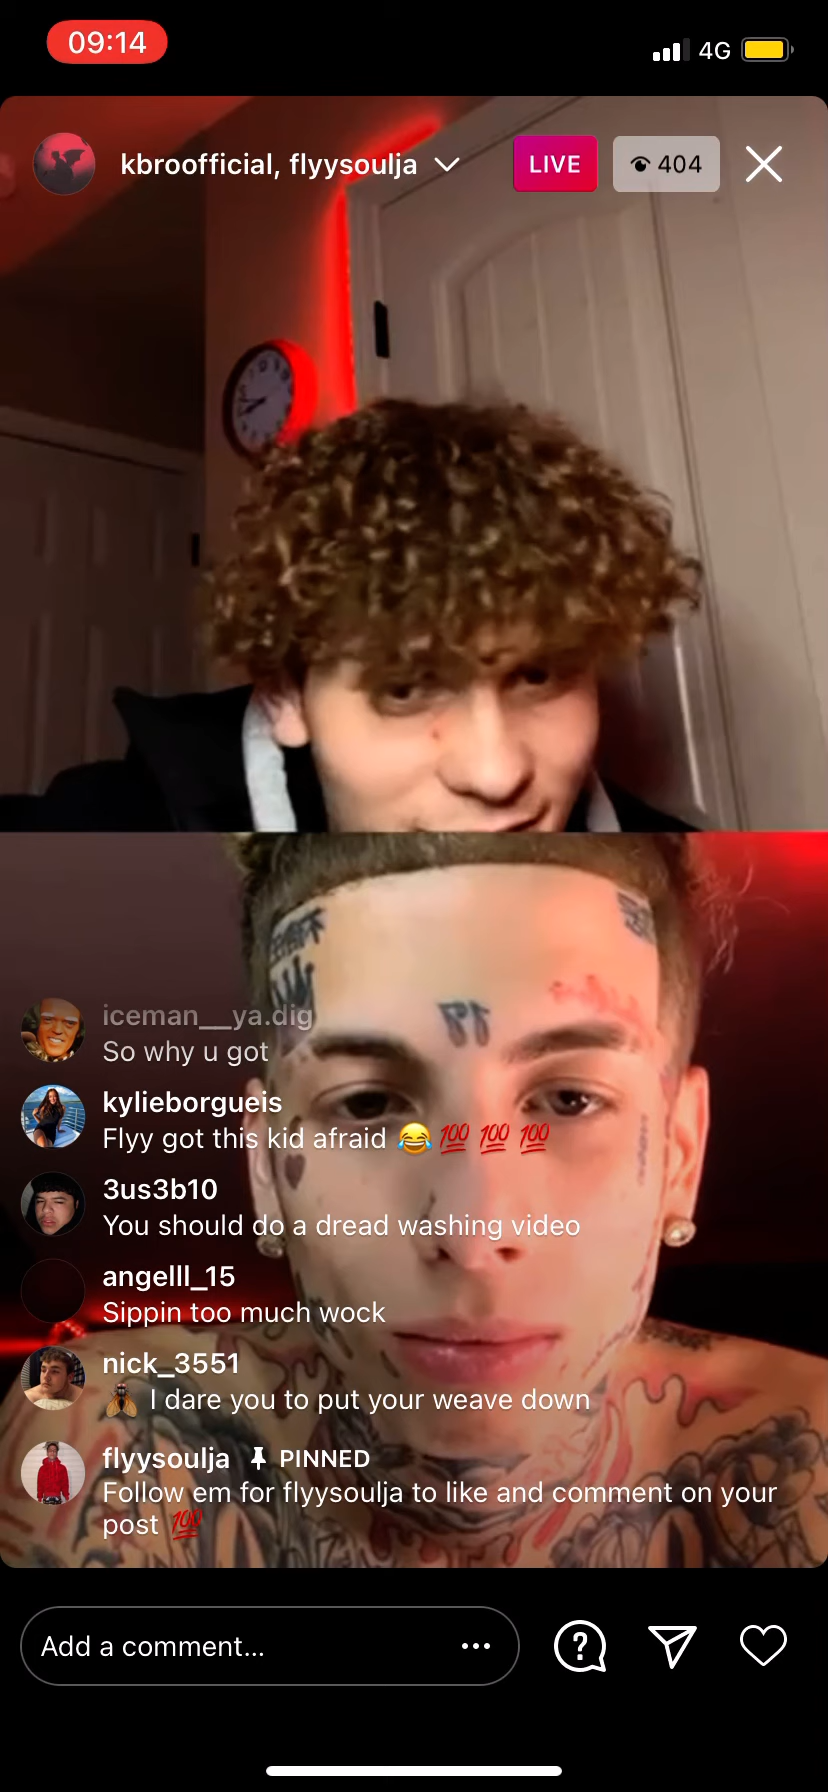 09:14
4G
kbroofficial, flyysoulja
LIVE
404
iceman__ya.dig
So why u got
kylieborgueis
Flyy got this kid afraid 😂 💯 💯 💯
3us3b10
You should do a dread washing video
angelll_15
Sippin too much wock
nick_3551
🪰 I dare you to put your weave down
flyysoulja PINNED
Follow em for flyysoulja to like and comment on your
post 💯
Add a comment...